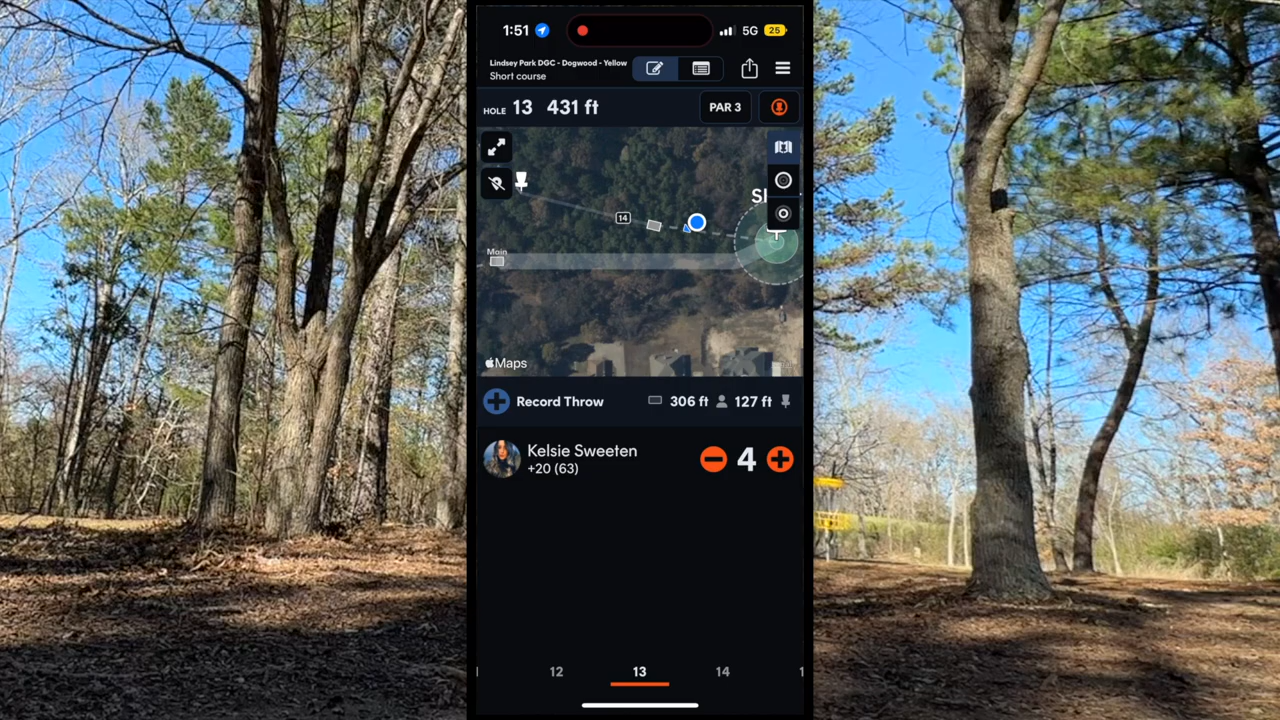 1:51
5G
25
Lindsey Park DGC - Dogwood - Yellow
Short course
HOLE 13 431 ft
PAR 3
14
Main
Maps
Record Throw
306 ft
127 ft
Kelsie Sweeten
+20 (63)
4
12
13
14